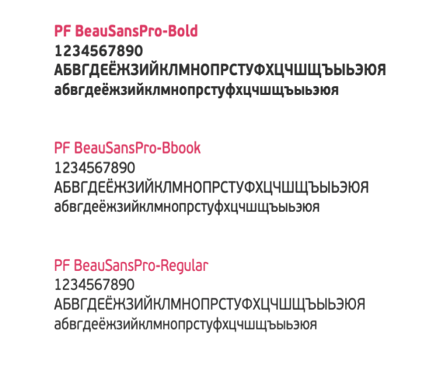 PF BeauSansPro-Bold
1234567890
АБВГДЕЁЖЗИЙКЛМНОПРСТУФХЦЧШЩЪЫЬЭЮЯ
абвгдеёжзийклмнопрстуфхцчшщъыьэюя
PF BeauSansPro-Bbook
1234567890
АБВГДЕЁЖЗИЙКЛМНОПРСТУФХЦЧШЩЪЫЬЭЮЯ
абвгдеёжзийклмнопрстуфхцчшщъыьэюя
PF BeauSansPro-Regular
1234567890
АБВГДЕЁЖЗИЙКЛМНОПРСТУФХЦЧШЩЪЫЬЭЮЯ
абвгдеёжзийклмнопрстуфхцчшщъыьэюя